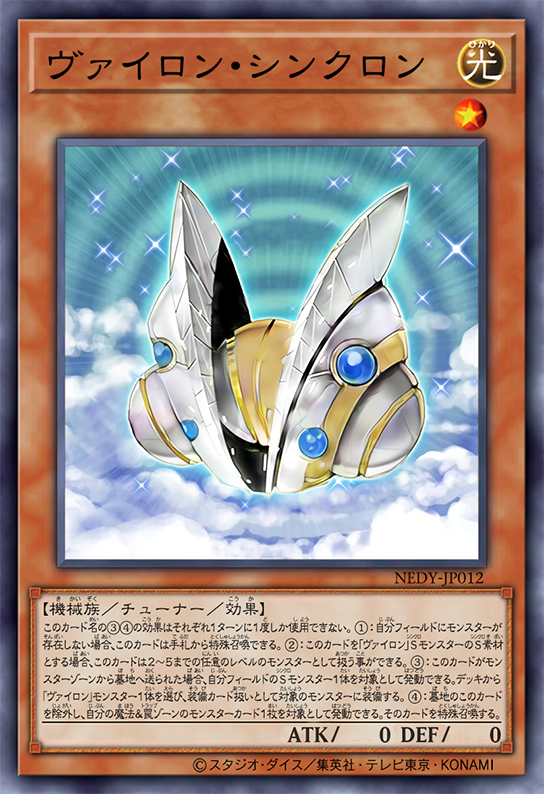 ヴァイロン・シンクロン
光
NEDY-JP012
【機械族/チューナー/効果】
このカード名の③④の効果はそれぞれ1ターンに1度しか使用できない。①:自分フィールドにモンスターが
存在しない場合、このカードは手札から特殊召喚できる。②:このカードを「ヴァイロン」SモンスターのS素材
とする場合、このカードは2~5までの任意のレベルのモンスターとして扱う事ができる。③:このカードがモン
スターゾーンから墓地へ送られた場合、自分フィールドのSモンスター1体を対象として発動できる。デッキから
「ヴァイロン」モンスター1体を選び、装備カード扱いとして対象のモンスターに装備する。④:墓地のこのカード
を除外し、自分の魔法&罠ゾーンのモンスターカード1枚を対象として発動できる。そのカードを特殊召喚する。
ATK/ 0 DEF/ 0
©スタジオ・ダイス/集英社・テレビ東京・KONAMI